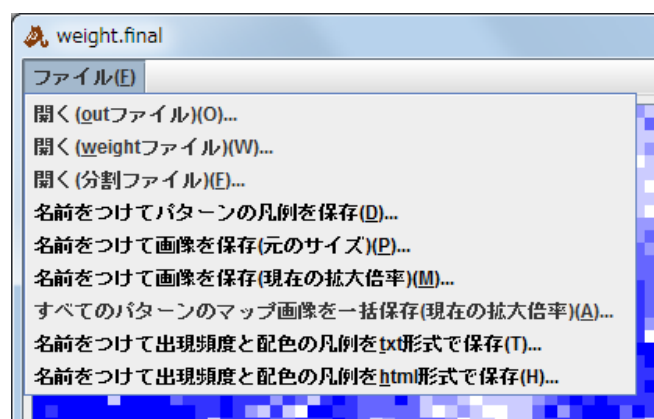 weight.final
ファイル(F)
開く(outファイル)(O)...
開く(weightファイル)(W)...
開く(分割ファイル)(F)...
名前をつけてパターンの凡例を保存(D)...
名前をつけて画像を保存(元のサイズ)(P)...
名前をつけて画像を保存(現在の拡大倍率)(M)...
すべてのパターンのマップ画像を一括保存(現在の拡大倍率)(A)...
名前をつけて出現頻度と配色の凡例をtxt形式で保存(T)...
名前をつけて出現頻度と配色の凡例をhtml形式で保存(H)...